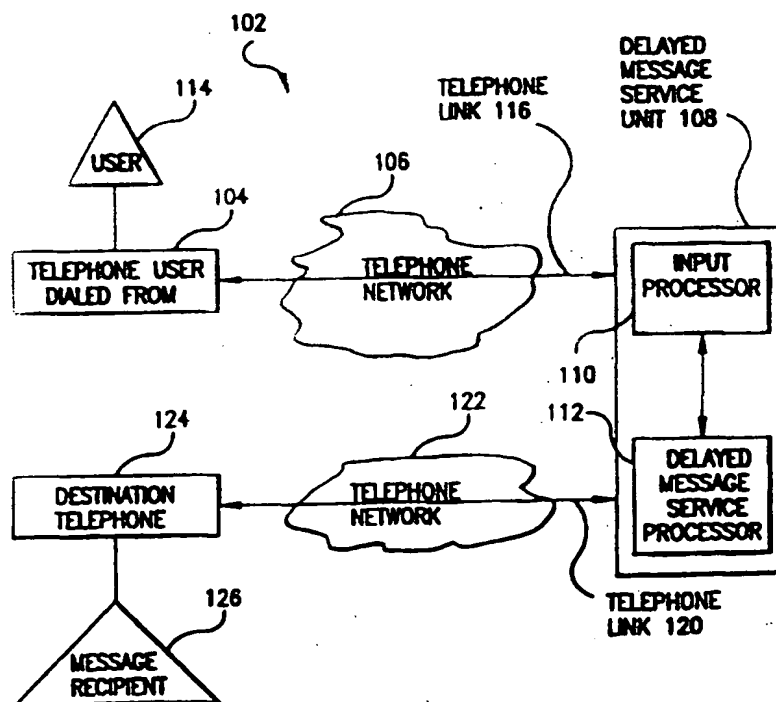 102
DELAYED
MESSAGE
SERVICE
UNIT 108
TELEPHONE
LINK 116
114
USER
106
104
TELEPHONE USER
DIALED FROM
TELEPHONE
NETWORK
INPUT
PROCESSOR
110
112
122
124
DESTINATION
TELEPHONE
TELEPHONE
NETWORK
DELAYED
MESSAGE
SERVICE
PROCESSOR
126
MESSAGE
RECIPIENT
TELEPHONE
LINK 120